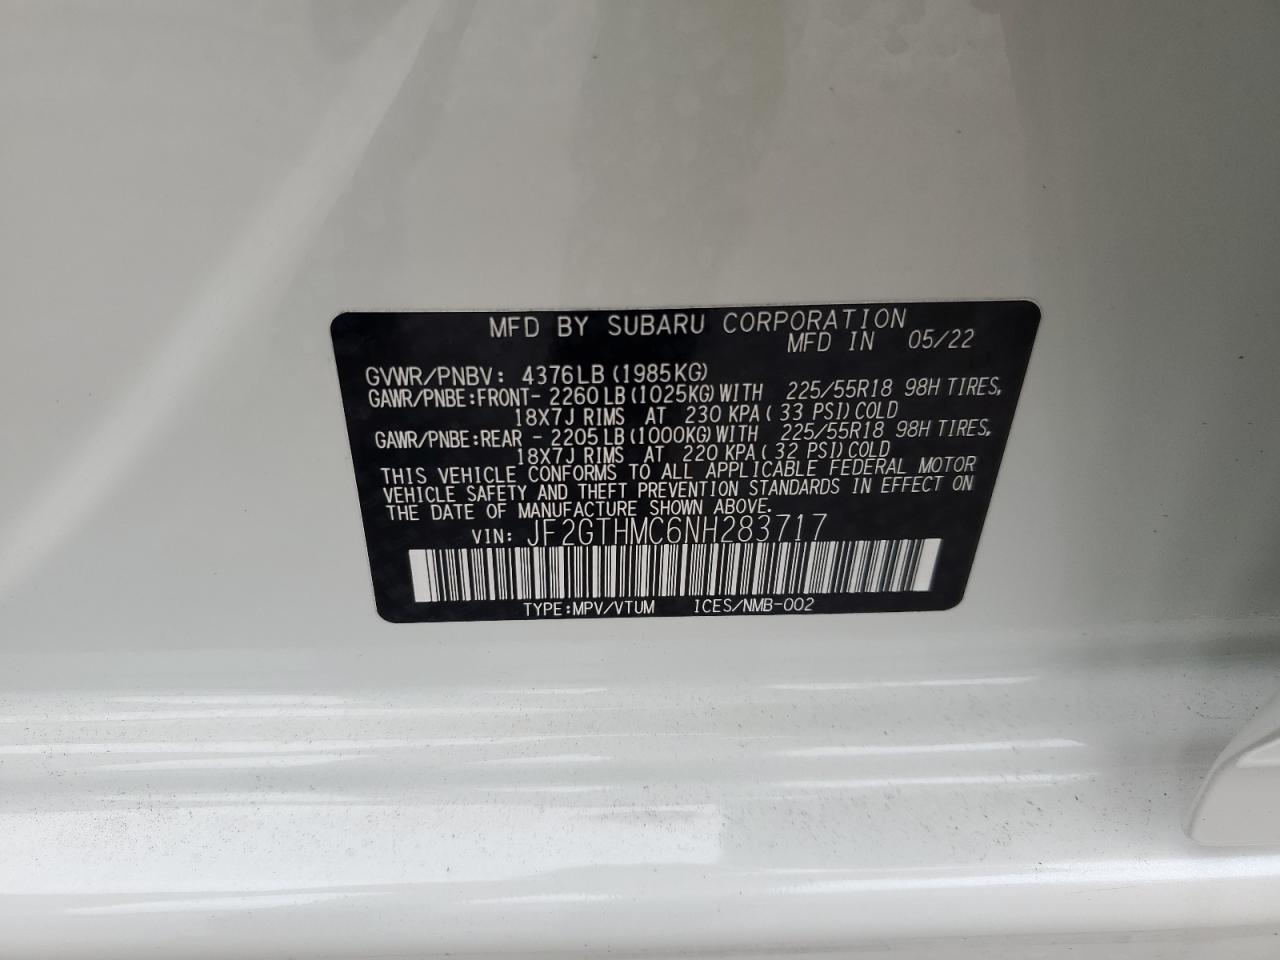 MFD BY SUBARU CORPORATION
MFD IN 05/22
GVWR/PNBV: 4376LB (1985KG)
GAWR/PNBE:FRONT- 2260LB (1025KG) WITH 225/55R18 98H TIRES,
18X7J RIMS AT 230 KPA ( 33 PSI) COLD
GAWR/PNBE:REAR - 2205LB (1000KG) WITH 225/55R18 98H TIRES,
18X7J RIMS AT 220 KPA ( 32 PSI) COLD
THIS VEHICLE CONFORMS TO ALL APPLICABLE FEDERAL MOTOR
VEHICLE SAFETY AND THEFT PREVENTION STANDARDS IN EFFECT ON
THE DATE OF MANUFACTURE SHOWN ABOVE.
VIN: JF2GTHMC6NH283717
TYPE:MPV/VTUM ICES/NMB-002